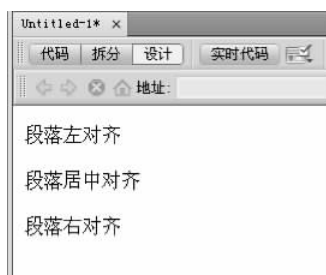 Untitled-1* ×
代码 拆分 设计 实时代码
地址:
段落左对齐
段落居中对齐
段落右对齐